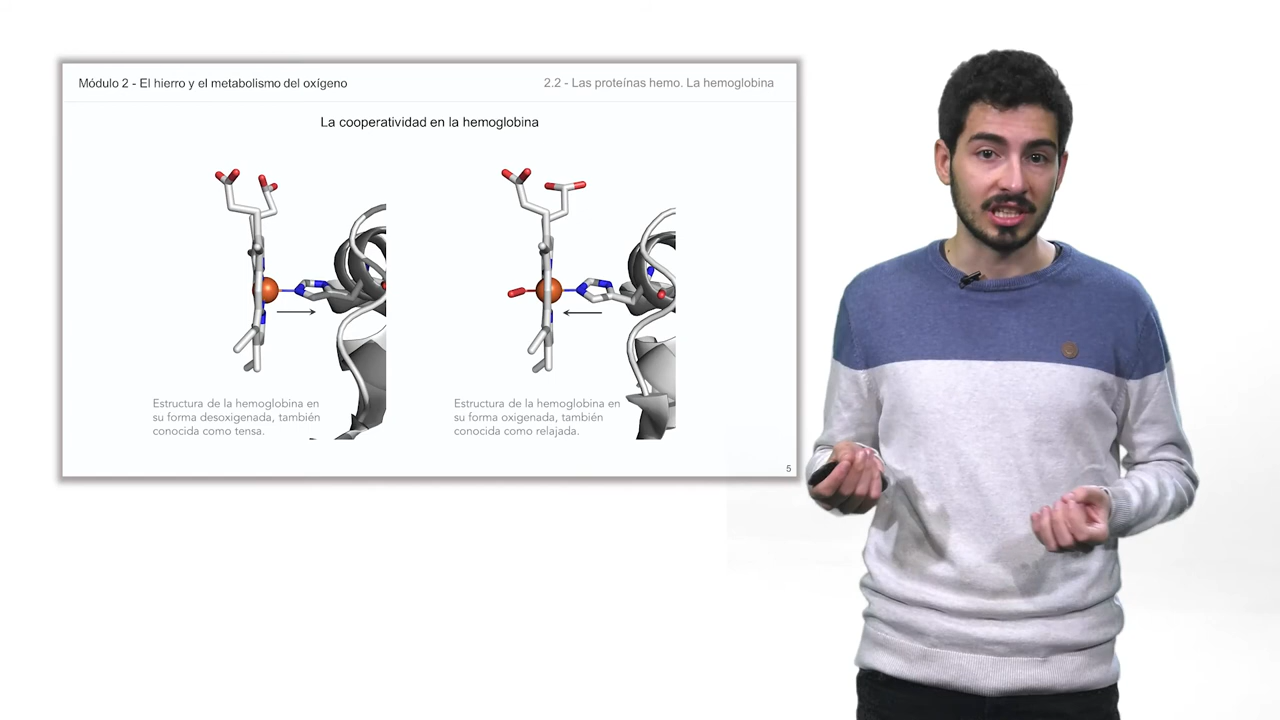 Módulo 2 - El hierro y el metabolismo del oxígeno
2.2 - Las proteínas hemo. La hemoglobina
La cooperatividad en la hemoglobina
Estructura de la hemoglobina en
su forma desoxigenada, también
conocida como tensa.
Estructura de la hemoglobina en
su forma oxigenada, también
conocida como relajada.
5